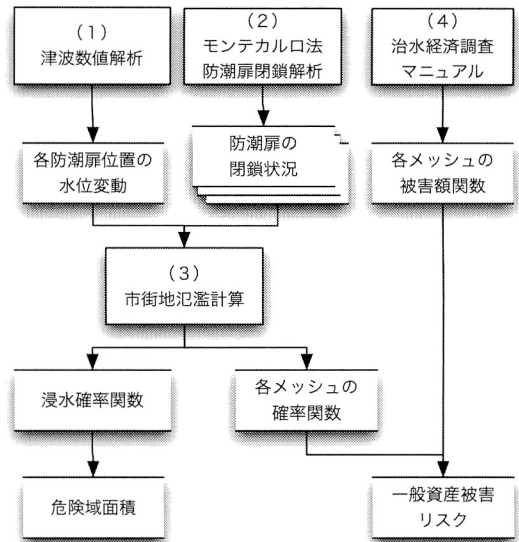 （１）
津波数値解析
（２）
モンテカルロ法
防潮扉閉鎖解析
（４）
治水経済調査
マニュアル
各防潮扉位置の
水位変動
防潮扉の
閉鎖状況
各メッシュの
被害額関数
（３）
市街地氾濫計算
浸水確率関数
各メッシュの
確率関数
危険域面積
一般資産被害
リスク